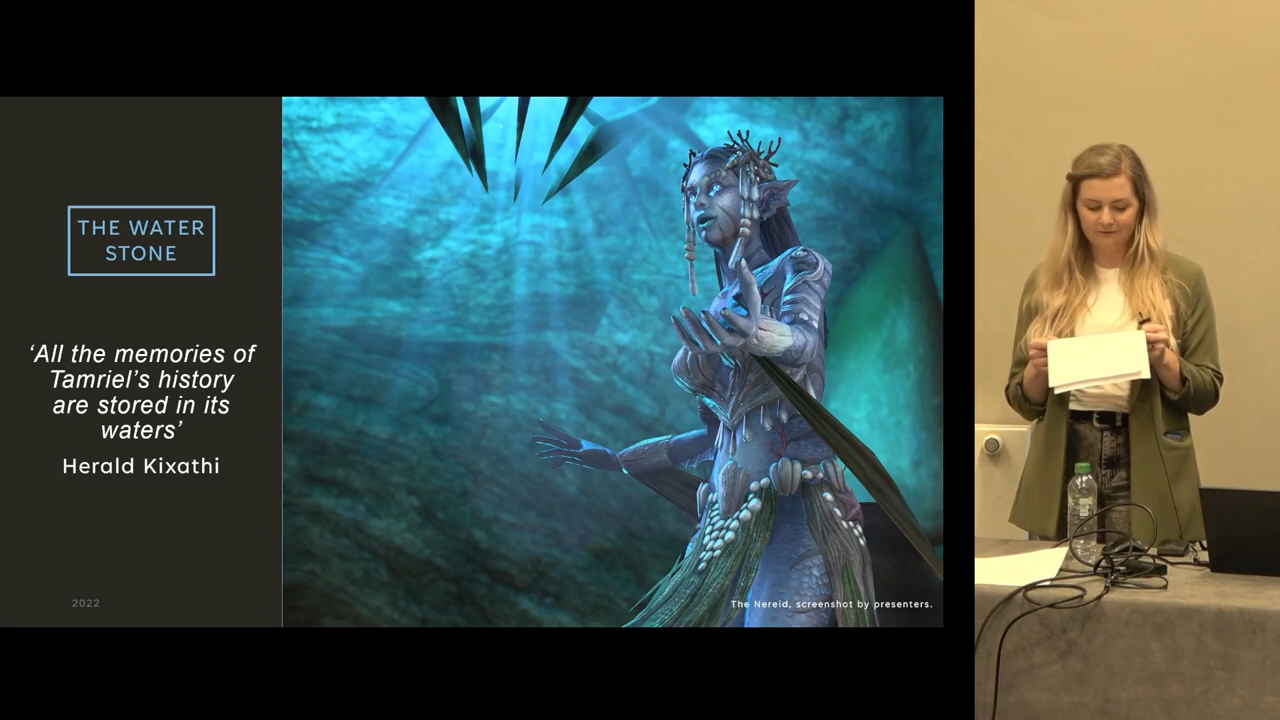 THE WATER
STONE
‘All the memories of
Tamriel’s history
are stored in its
waters’
Herald Kixathi
2022
The Nereid, screenshot by presenters.